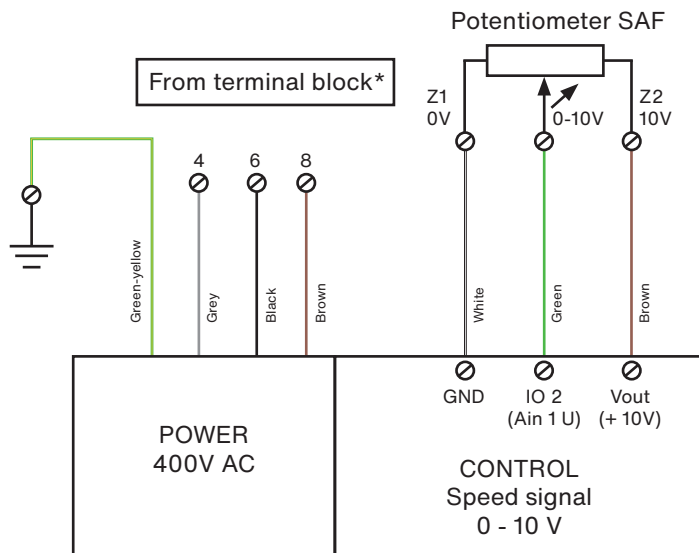 Potentiometer SAF
From terminal block*
Z1
0V
0-10V
Z2
10V
4
6
8
Green-yellow
Grey
Black
Brown
White
Green
Brown
GND
IO 2
(Ain 1 U)
Vout
(+ 10V)
POWER
400V AC
CONTROL
Speed signal
0 - 10 V